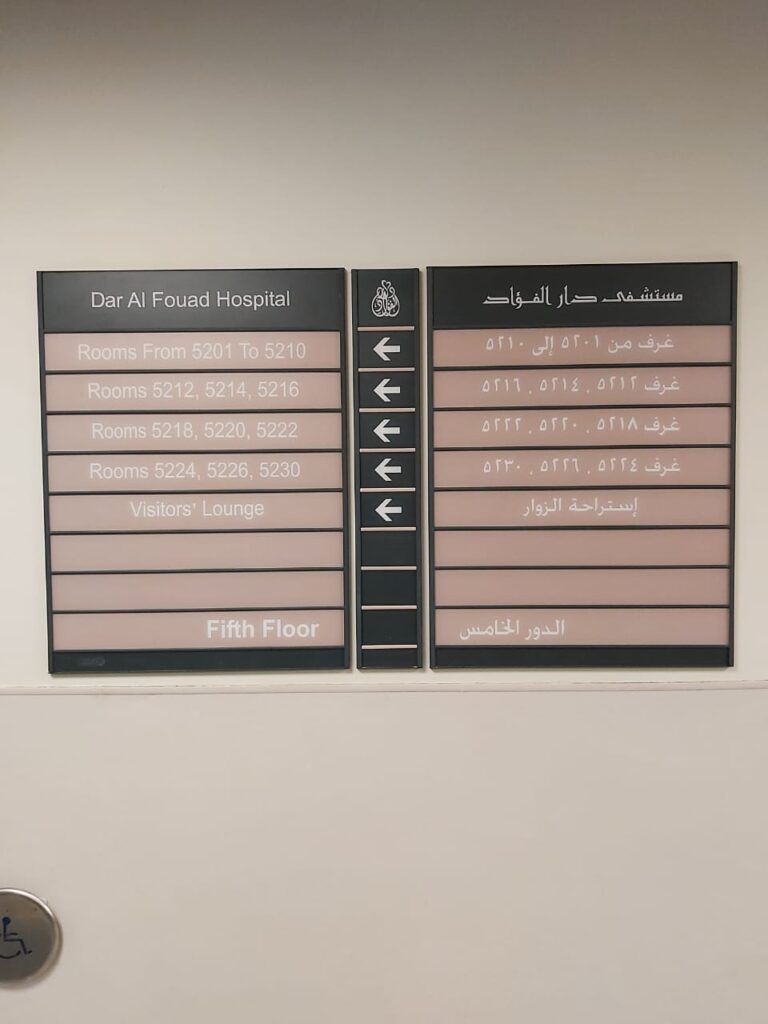 Dar Al Fouad Hospital
Rooms From 5201 To 5210
Rooms 5212, 5214, 5216
Rooms 5218, 5220, 5222
Rooms 5224, 5226, 5230
Visitors' Lounge
Fifth Floor
مستشفى دار الفؤاد
غرف من ٥٢٠١ إلى ٥٢١٠
غرف ٥٢١٢ , ٥٢١٤ , ٥٢١٦
غرف ٥٢١٨ , ٥٢٢٠ , ٥٢٢٢
غرف ٥٢٢٤ , ٥٢٢٦ , ٥٢٣٠
إستراحة الزوار
الدور الخامس